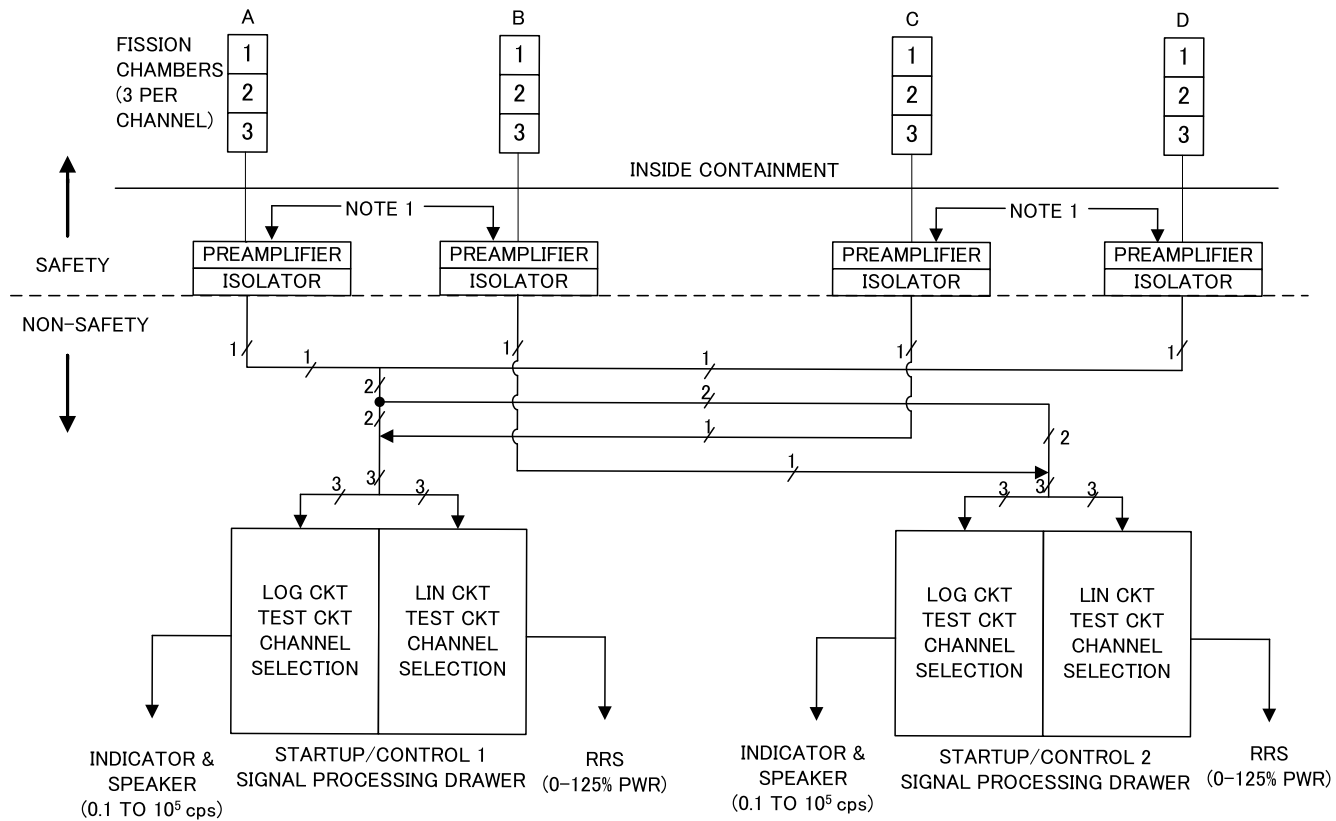 A
B
C
D
FISSION
CHAMBERS
(3 PER
CHANNEL)
1
2
3
1
2
3
1
2
3
1
2
3
INSIDE CONTAINMENT
NOTE 1
NOTE 1
SAFETY
PREAMPLIFIER
ISOLATOR
PREAMPLIFIER
ISOLATOR
PREAMPLIFIER
ISOLATOR
PREAMPLIFIER
ISOLATOR
NON-SAFETY
1
1
1
1
1
1
2
2
2
1
2
1
3
3
3
3
3
3
LOG CKT
TEST CKT
CHANNEL
SELECTION
LIN CKT
TEST CKT
CHANNEL
SELECTION
LOG CKT
TEST CKT
CHANNEL
SELECTION
LIN CKT
TEST CKT
CHANNEL
SELECTION
INDICATOR &
SPEAKER
(0.1 TO 10⁵ cps)
STARTUP/CONTROL 1
SIGNAL PROCESSING DRAWER
RRS
(0-125% PWR)
INDICATOR &
SPEAKER
(0.1 TO 10⁵ cps)
STARTUP/CONTROL 2
SIGNAL PROCESSING DRAWER
RRS
(0-125% PWR)